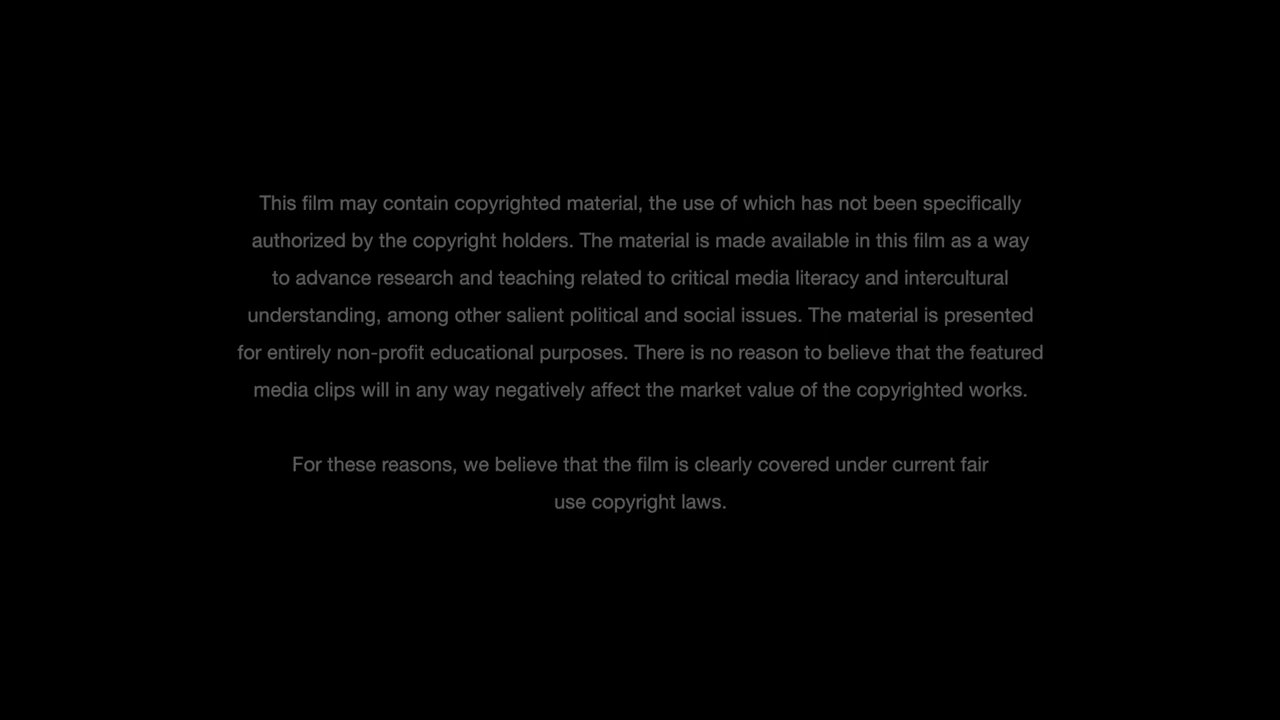 This film may contain copyrighted material, the use of which has not been specifically
authorized by the copyright holders. The material is made available in this film as a way
to advance research and teaching related to critical media literacy and intercultural
understanding, among other salient political and social issues. The material is presented
for entirely non-profit educational purposes. There is no reason to believe that the featured
media clips will in any way negatively affect the market value of the copyrighted works.
For these reasons, we believe that the film is clearly covered under current fair
use copyright laws.